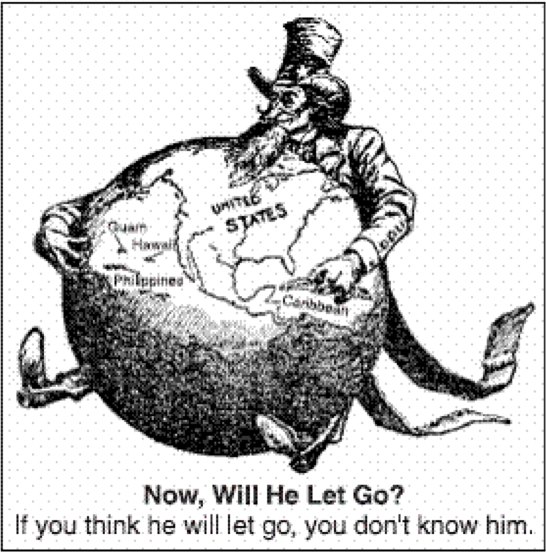 UNITED
STATES
Guam
Hawaii
Philippines
Caribbean
Now, Will He Let Go?
If you think he will let go, you don't know him.